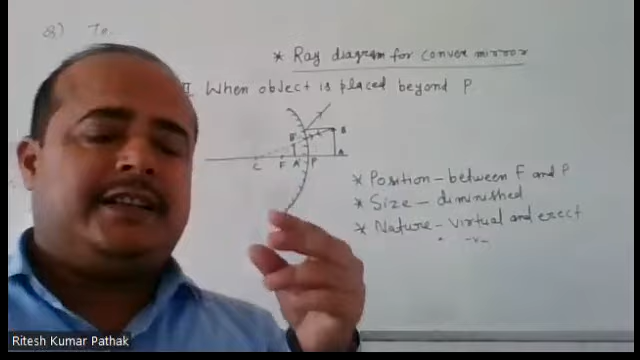 8)
* Ray diagram for convex mirror
II When object is placed beyond P
B' B
C F A' P A
* Position - between F and P
* Size - diminished
* Nature - virtual and erect
Ritesh Kumar Pathak